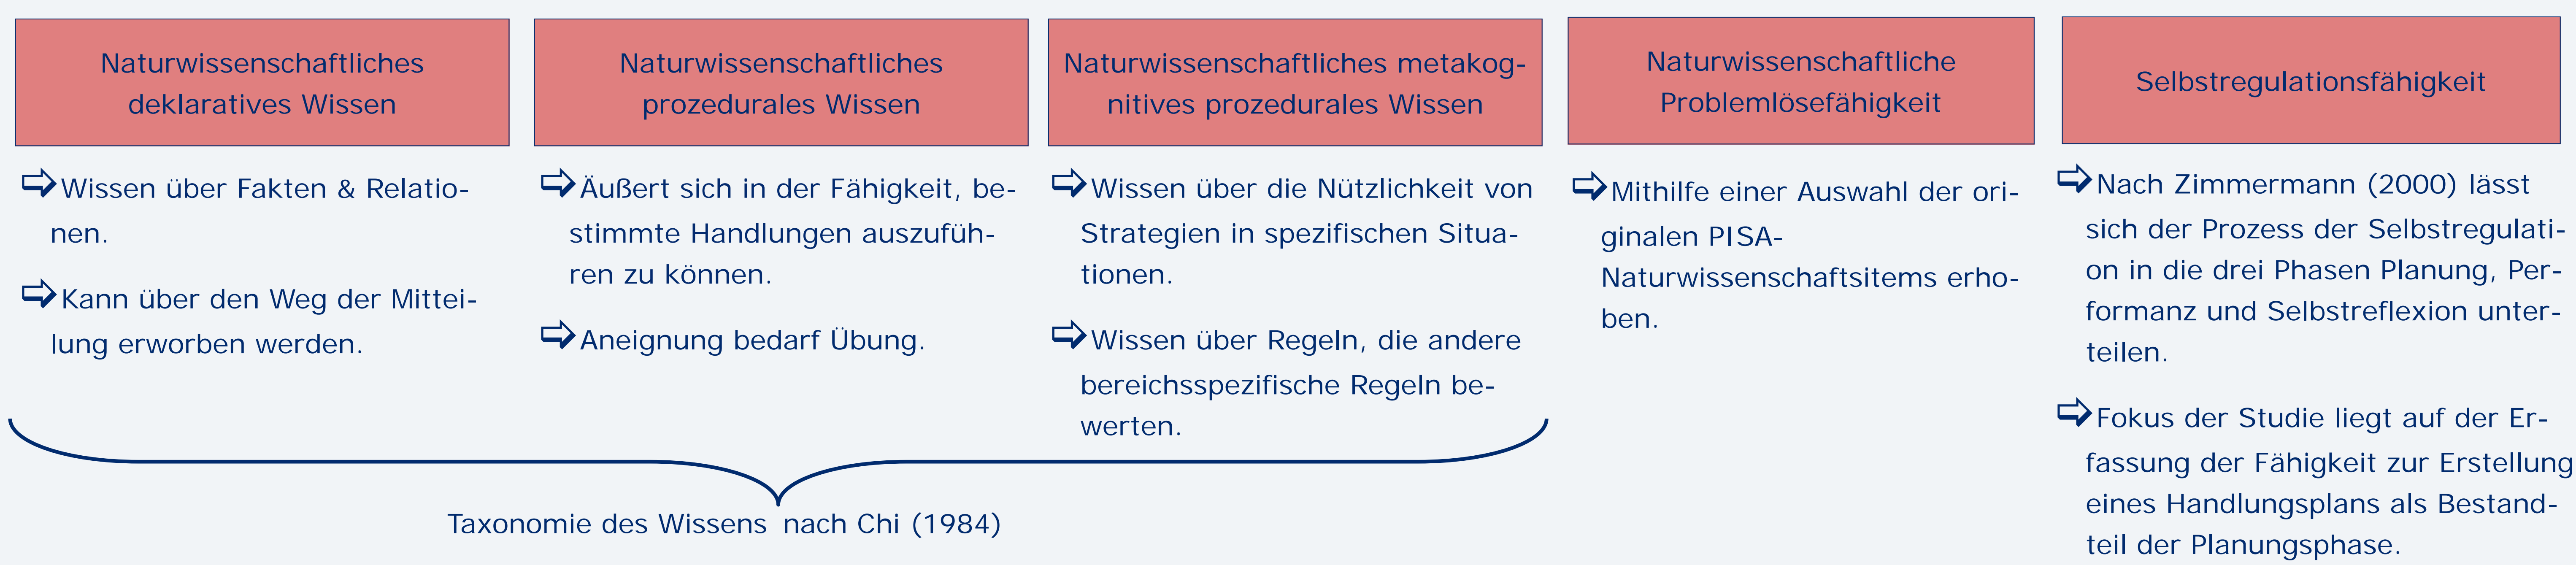 Naturwissenschaftliches
deklaratives Wissen
Wissen über Fakten & Relatio-
nen.
Kann über den Weg der Mittei-
lung erworben werden.
Naturwissenschaftliches
prozedurales Wissen
Äußert sich in der Fähigkeit, be-
stimmte Handlungen auszufüh-
ren zu können.
Aneignung bedarf Übung.
Naturwissenschaftliches metakog-
nitives prozedurales Wissen
Wissen über die Nützlichkeit von
Strategien in spezifischen Situa-
tionen.
Wissen über Regeln, die andere
bereichsspezifische Regeln be-
werten.
Taxonomie des Wissens nach Chi (1984)
Naturwissenschaftliche
Problemlösefähigkeit
Mithilfe einer Auswahl der ori-
ginalen PISA-
Naturwissenschaftsitems erho-
ben.
Selbstregulationsfähigkeit
Nach Zimmermann (2000) lässt
sich der Prozess der Selbstregulati-
on in die drei Phasen Planung, Per-
formanz und Selbstreflexion unter-
teilen.
Fokus der Studie liegt auf der Er-
fassung der Fähigkeit zur Erstellung
eines Handlungsplans als Bestand-
teil der Planungsphase.